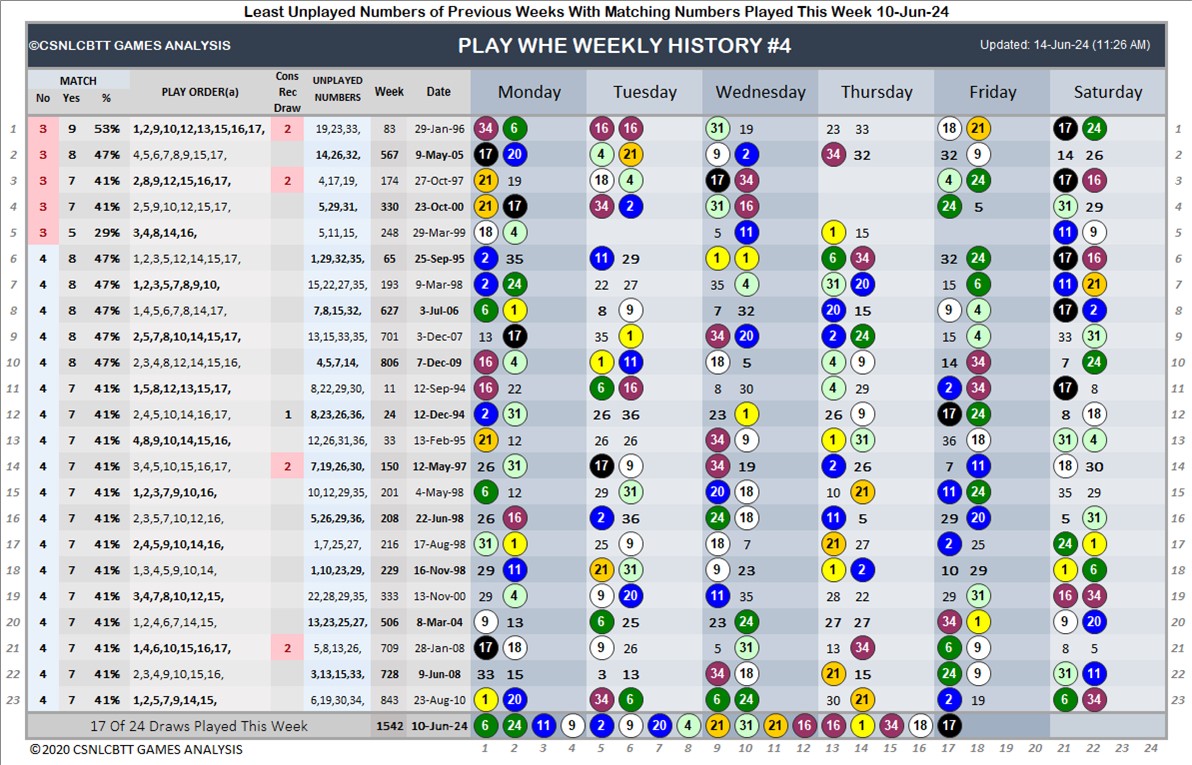 Least Unplayed Numbers of Previous Weeks With Matching Numbers Played This Week 10-Jun-24
©CSNLCBTT GAMES ANALYSIS PLAY WHE WEEKLY HISTORY #4 Updated: 14-Jun-24 (11:26 AM)
MATCH No Yes % PLAY ORDER(a) Cons Rec Draw UNPLAYED NUMBERS Week Date Monday Tuesday Wednesday Thursday Friday Saturday
1 3 9 53% 1,2,9,10,12,13,15,16,17, 2 19,23,33, 83 29-Jan-96 34 6 16 16 31 19 23 33 18 21 17 24 1
2 3 8 47% 4,5,6,7,8,9,15,17, 14,26,32, 567 9-May-05 17 20 4 21 9 2 34 32 32 9 14 26 2
3 3 7 41% 2,8,9,12,15,16,17, 2 4,17,19, 174 27-Oct-97 21 19 18 4 17 34 4 24 17 16 3
4 3 7 41% 2,5,9,10,12,15,17, 5,29,31, 330 23-Oct-00 21 17 34 2 31 16 24 5 31 29 4
5 3 5 29% 3,4,8,14,16, 5,11,15, 248 29-Mar-99 18 4 5 11 1 15 11 9 5
6 4 8 47% 1,2,3,5,12,14,15,17, 1,29,32,35, 65 25-Sep-95 2 35 11 29 1 1 6 34 32 24 17 16 6
7 4 8 47% 1,2,3,5,7,8,9,10, 15,22,27,35, 193 9-Mar-98 2 24 22 27 35 4 31 20 15 6 11 21 7
8 4 8 47% 1,4,5,6,7,8,14,17, 7,8,15,32, 627 3-Jul-06 6 1 8 9 7 32 20 15 9 4 17 2 8
9 4 8 47% 2,5,7,8,10,14,15,17, 13,15,33,35, 701 3-Dec-07 13 17 35 1 34 20 2 24 15 4 33 31 9
10 4 8 47% 2,3,4,8,12,14,15,16, 4,5,7,14, 806 7-Dec-09 16 4 1 11 18 5 4 9 14 34 7 24 10
11 4 7 41% 1,5,8,12,13,15,17, 8,22,29,30, 11 12-Sep-94 16 22 6 16 8 30 4 29 2 34 17 8 11
12 4 7 41% 2,4,5,10,14,16,17, 1 8,23,26,36, 24 12-Dec-94 2 31 26 36 23 1 26 9 17 24 8 18 12
13 4 7 41% 4,8,9,10,14,15,16, 12,26,31,36, 33 13-Feb-95 21 12 26 26 34 9 1 31 36 18 31 4 13
14 4 7 41% 3,4,5,10,15,16,17, 2 7,19,26,30, 150 12-May-97 26 31 17 9 34 19 2 26 7 11 18 30 14
15 4 7 41% 1,2,3,7,9,10,16, 10,12,29,35, 201 4-May-98 6 12 29 31 20 18 10 21 11 24 35 29 15
16 4 7 41% 2,3,5,7,10,12,16, 5,26,29,36, 208 22-Jun-98 26 16 2 36 24 18 11 5 29 20 5 31 16
17 4 7 41% 2,4,5,9,10,14,16, 1,7,25,27, 216 17-Aug-98 31 1 25 9 18 7 21 27 2 25 24 1 17
18 4 7 41% 1,3,4,5,9,10,14, 1,10,23,29, 229 16-Nov-98 29 11 21 31 9 23 1 2 10 29 1 6 18
19 4 7 41% 3,4,7,8,10,12,15, 22,28,29,35, 333 13-Nov-00 29 4 9 20 11 35 28 22 29 31 16 34 19
20 4 7 41% 1,2,4,6,7,14,15, 13,23,25,27, 506 8-Mar-04 9 13 6 25 23 24 27 27 34 1 9 20 20
21 4 7 41% 1,4,6,10,15,16,17, 2 5,8,13,26, 709 28-Jan-08 17 18 9 26 5 31 13 34 6 9 8 5 21
22 4 7 41% 2,3,4,9,10,12,15, 3,13,15,33, 728 9-Jun-08 33 15 3 13 34 18 21 15 24 9 31 11 22
23 4 7 41% 1,2,5,7,9,14,15, 6,19,30,34, 842 23-Aug-10 1 20 34 6 6 24 30 21 2 19 6 34 23
17 Of 24 Draws Played This Week 1542 10-Jun-24 6 24 11 9 2 9 20 4 21 31 21 16 16 1 34 18 17
© 2020 CSNLCBTT GAMES ANALYSIS 1 2 3 4 5 6 7 8 9 10 11 12 13 14 15 16 17 18 19 20 21 22 23 24